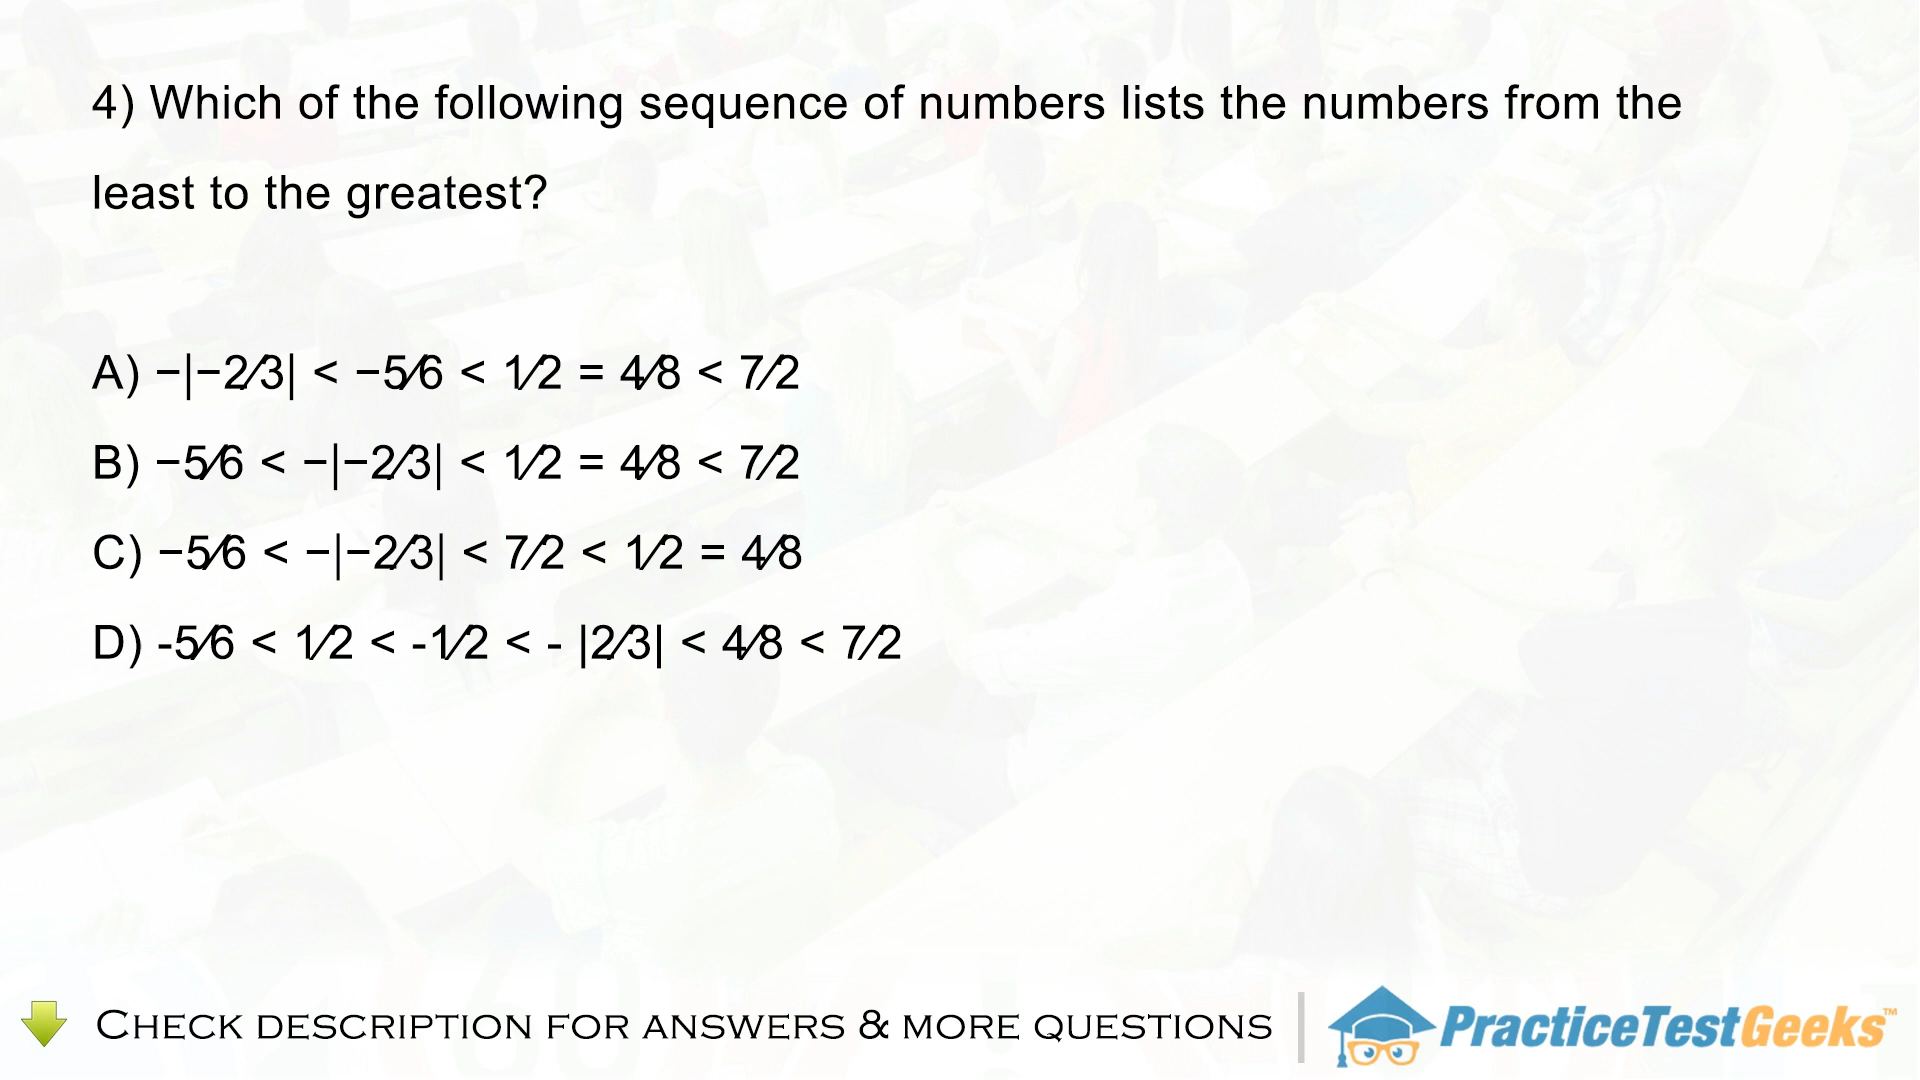 4) Which of the following sequence of numbers lists the numbers from the
least to the greatest?
A) −|−2⁄3| < −5⁄6 < 1⁄2 = 4⁄8 < 7⁄2
B) −5⁄6 < −|−2⁄3| < 1⁄2 = 4⁄8 < 7⁄2
C) −5⁄6 < −|−2⁄3| < 7⁄2 < 1⁄2 = 4⁄8
D) -5⁄6 < 1⁄2 < -1⁄2 < - |2⁄3| < 4⁄8 < 7⁄2
CHECK DESCRIPTION FOR ANSWERS & MORE QUESTIONS
PracticeTestGeeks™